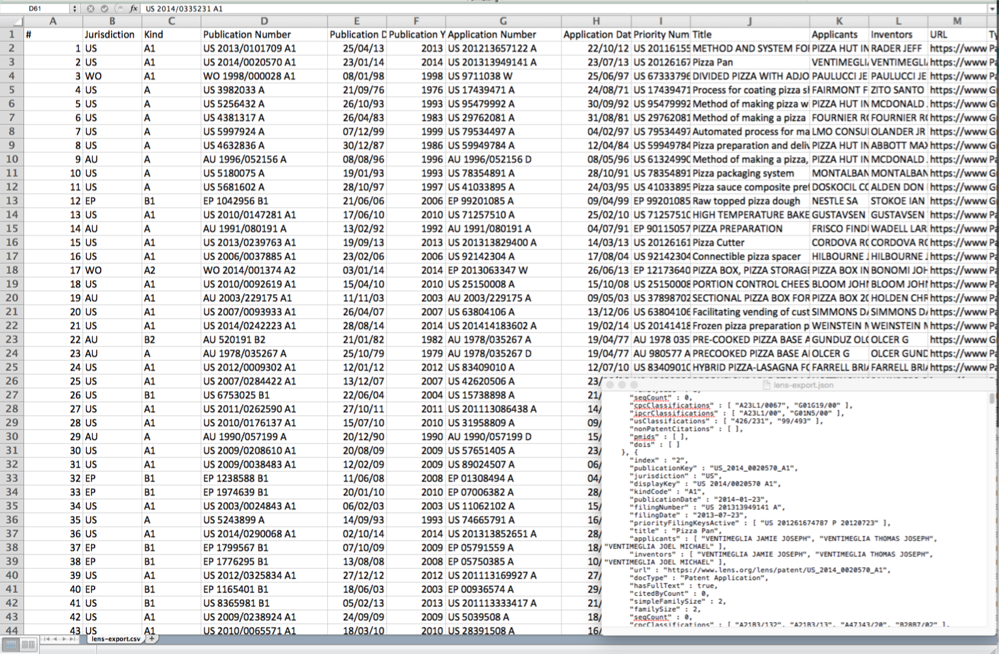 D61 fx US 2014/0335231 A1
A B C D E F G H I J K L M
1 # Jurisdiction Kind Publication Number Publication D Publication Y Application Number Application Dat Priority Num Title Applicants Inventors URL Ty
2 1 US A1 US 2013/0101709 A1 25/04/13 2013 US 201213657122 A 22/10/12 US 20116155 METHOD AND SYSTEM FO PIZZA HUT IN RADER JEFF https://www Pa
3 2 US A1 US 2014/0020570 A1 23/01/14 2014 US 201313949141 A 23/07/13 US 20126167 Pizza Pan VENTIMEGLI VENTIMEGLI https://www Pa
4 3 WO A1 WO 1998/000028 A1 08/01/98 1998 US 9711038 W 25/06/97 US 67333796 DIVIDED PIZZA WITH ADJO PAULUCCI JE PAULUCCI JE https://www Pa
5 4 US A US 3982033 A 21/09/76 1976 US 17439471 A 24/08/71 US 17439471 Process for coating pizza sl FAIRMONT F ZITO SANTO https://www Gr
6 5 US A US 5256432 A 26/10/93 1993 US 95479992 A 30/09/92 US 95479992 Method of making pizza w PIZZA HUT IN MCDONALD https://www Gr
7 6 US A US 4381317 A 26/04/83 1983 US 29762081 A 31/08/81 US 29762081 Method of making a pizza FOURNIER R FOURNIER R https://www Gr
8 7 US A US 5997924 A 07/12/99 1999 US 79534497 A 04/02/97 US 79534497 Automated process for ma LMO CONSU OLANDER JR https://www Gr
9 8 US A US 4632836 A 30/12/87 1986 US 59949784 A 12/04/84 US 59949784 Pizza preparation and deliv PIZZA HUT IN ABBOTT MAX https://www Gr
10 9 AU A AU 1996/052156 A 08/08/96 1996 AU 1996/052156 D 08/05/96 US 61324990 Method of making a pizza, PIZZA HUT IN MCDONALD https://www Pa
11 10 US A US 5180075 A 19/01/93 1993 US 78354891 A 28/10/91 US 78354891 Pizza packaging system MONTALBAN MONTALBAN https://www Gr
12 11 US A US 5681602 A 28/10/97 1997 US 41033895 A 24/03/95 US 41033895 Pizza sauce composite pref DOSKOCIL CO ALDEN DON https://www Gr
13 12 EP B1 EP 1042956 B1 21/06/06 2006 EP 99201085 A 09/04/99 EP 99201085 Raw topped pizza dough NESTLE SA STOKOE IAN https://www Gr
14 13 US A1 US 2010/0147281 A1 17/06/10 2010 US 71257510 A 25/02/10 US 71257510 HIGH TEMPERATURE BAKE GUSTAVSEN GUSTAVSEN https://www Pa
15 14 AU A AU 1991/080191 A 13/02/92 1992 AU 1991/080191 A 04/07/91 EP 90115057 PIZZA PREPARATION FRISCO FIND WADELL LAR https://www Pa
16 15 US A1 US 2013/0239763 A1 19/09/13 2013 US 201313829400 A 14/03/13 US 20126161 Pizza Cutter CORDOVA RO CORDOVA RO https://www Pa
17 16 US A1 US 2006/0037885 A1 23/02/06 2006 US 92142304 A 17/08/04 US 92142304 Connectible pizza spacer HILBOURNE J HILBOURNE J https://www Pa
18 17 WO A2 WO 2014/001374 A2 03/01/14 2014 EP 2013063347 W 26/06/13 EP 12173640 PIZZA BOX, PIZZA STORAGE PIZZA BOX IN BONOMI JOH https://www Pa
19 18 US A1 US 2010/0092619 A1 15/04/10 2010 US 25150008 A 15/10/08 US 25150008 PORTION CONTROL CHEES BLOOM JOHN BLOOM JOHN https://www Pa
20 19 AU A1 AU 2003/229175 A1 11/11/03 2003 AU 2003/229175 A 09/05/03 US 37898702 SECTIONAL PIZZA BOX FOR PIZZA BOX 20 HOLDEN CHR https://www Pa
21 20 US A1 US 2007/0093933 A1 26/04/07 2007 US 63804106 A 13/12/06 US 63804106 Facilitating vending of cust SIMMONS DA SIMMONS DA https://www Pa
22 21 US A1 US 2014/0242223 A1 28/08/14 2014 US 201414183602 A 19/02/14 US 20141418 Frozen pizza preparation p WEINSTEIN M WEINSTEIN M https://www Pa
23 22 AU B2 AU 520191 B2 21/01/82 1982 AU 1978/035267 A 19/04/77 AU 1978 035 PRE-COOKED PIZZA BASE A GUNDUZ OLC OLCER G https://www Gr
24 23 AU A AU 1978/035267 A 25/10/79 1979 AU 1978/035267 D 19/04/77 AU 980577 A PRECOOKED PIZZA BASE A OLCER G OLCER GUND https://www Pa
25 24 US A1 US 2012/0009302 A1 12/01/12 2012 US 83409010 A 12/07/10 US 83409010 HYBRID PIZZA-LASAGNA FO FARRELL BRIA FARRELL BRIA https://www Pa
26 25 US A1 US 2007/0284422 A1 13/12/07 2007 US 42620506 A 23/
27 26 US B1 US 6753025 B1 22/06/04 2004 US 15738898 A 21/
28 27 US A1 US 2011/0262590 A1 27/10/11 2011 US 201113086438 A 14/
29 28 US A1 US 2010/0176137 A1 15/07/10 2010 US 31958809 A 09/
30 29 AU A AU 1990/057199 A 20/12/90 1990 AU 1990/057199 D 15/
31 30 US A1 US 2009/0208610 A1 20/08/09 2009 US 57651405 A 23/
32 31 US A1 US 2009/0038483 A1 12/02/09 2009 US 89024507 A 06/
33 32 EP B1 EP 1238588 B1 11/06/08 2008 EP 01308494 A 04/
34 33 EP B1 EP 1974639 B1 20/01/10 2010 EP 07006382 A 28/
35 34 US A1 US 2003/0024843 A1 06/02/03 2003 US 11062102 A 15/
36 35 US A US 5243899 A 14/09/93 1993 US 74665791 A 16/
37 36 US A1 US 2014/0290068 A1 02/10/14 2014 US 201313852651 A 28/
38 37 EP B1 EP 1799567 B1 07/10/09 2009 EP 05791559 A 18/
39 38 EP B1 EP 1776295 B1 13/08/08 2008 EP 05750385 A 10/
40 39 US A1 US 2012/0325834 A1 27/12/12 2012 US 201113169927 A 27/
41 40 EP B1 EP 1165401 B1 18/06/03 2003 EP 00936574 A 29/
42 41 US B1 US 8365981 B1 05/02/13 2013 US 201113333417 A 21/
43 42 US A1 US 2009/0238924 A1 24/09/09 2009 US 5039508 A 18/
44 43 US A1 US 2010/0065571 A1 18/03/10 2010 US 28391508 A 16/
lens-export.csv +
lens-export.json
"seqCount" : 0,
"cpcClassifications" : [ "A23L1/0067", "G01G19/00" ],
"ipcrClassifications" : [ "A23L1/00", "G01N5/00" ],
"usClassifications" : [ "426/231", "99/493" ],
"nonPatentCitations" : [ ],
"pmids" : [ ],
"dois" : [ ]
}, {
"index" : "2",
"publicationKey" : "US_2014_0020570_A1",
"jurisdiction" : "US",
"displayKey" : "US 2014/0020570 A1",
"kindCode" : "A1",
"publicationDate" : "2014-01-23",
"filingNumber" : "US 201313949141 A",
"filingDate" : "2013-07-23",
"priorityFilingKeysActive" : [ "US 201261674787 P 20120723" ],
"title" : "Pizza Pan",
"applicants" : [ "VENTIMEGLIA JAMIE JOSEPH", "VENTIMEGLIA THOMAS JOSEPH",
"VENTIMEGLIA JOEL MICHAEL" ],
"inventors" : [ "VENTIMEGLIA JAMIE JOSEPH", "VENTIMEGLIA THOMAS JOSEPH",
"VENTIMEGLIA JOEL MICHAEL" ],
"url" : "https://www.lens.org/lens/patent/US_2014_0020570_A1",
"docType" : "Patent Application",
"hasFullText" : true,
"citedByCount" : 0,
"simpleFamilySize" : 2,
"familySize" : 2,
"seqCount" : 0,
"cpcClassifications" : [ "A21B3/132", "A21B3/13", "A47J43/20", "B28B7/02" ],